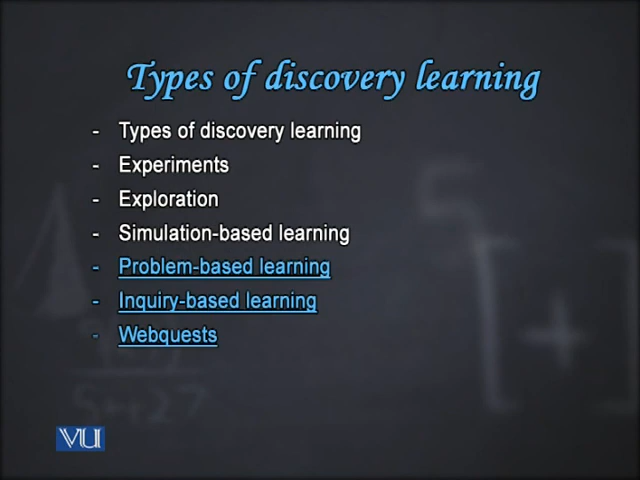 Types of discovery learning
- Types of discovery learning
- Experiments
- Exploration
- Simulation-based learning
- Problem-based learning
- Inquiry-based learning
- Webquests
VU